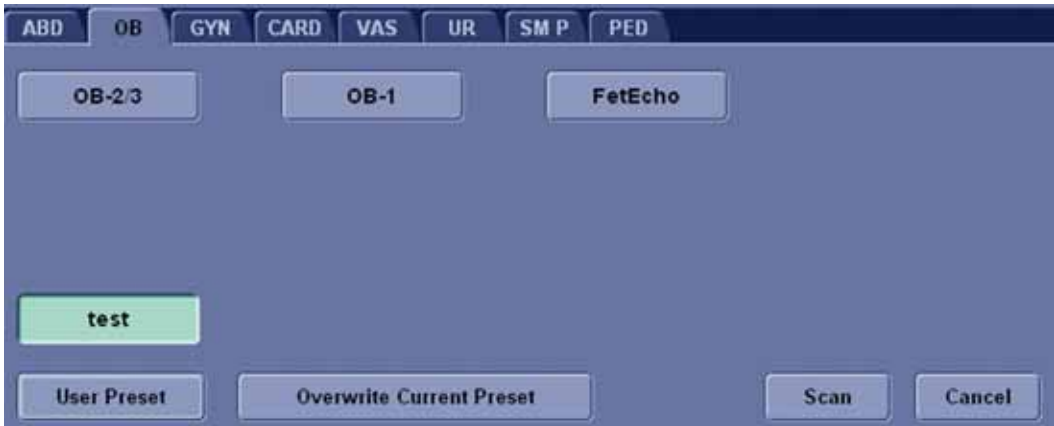 ABD OB GYN CARD VAS UR SM P PED
OB-2/3 OB-1 FetEcho
test
User Preset Overwrite Current Preset Scan Cancel